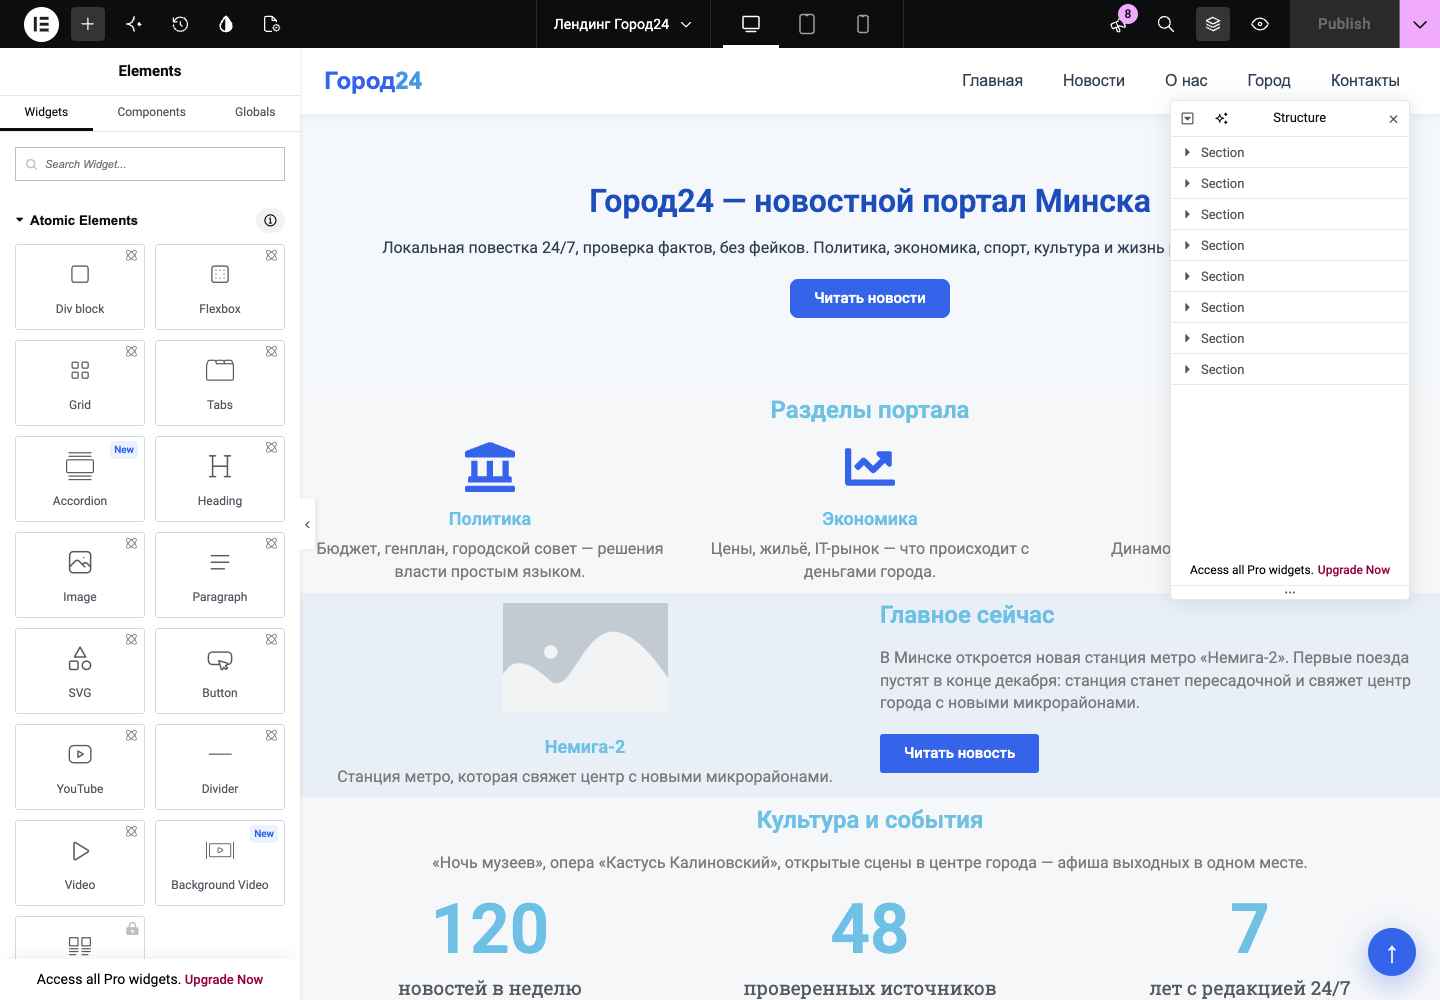 Лендинг Город24
8
Publish
Elements
Widgets
Components
Globals
Search Widget...
Atomic Elements
Div block
Flexbox
Grid
Tabs
New
Accordion
Heading
Image
Paragraph
SVG
Button
YouTube
Divider
Video
New
Background Video
Access all Pro widgets. Upgrade Now
Город24
Главная
Новости
О нас
Город
Контакты
Город24 — новостной портал Минска
Локальная повестка 24/7, проверка фактов, без фейков. Политика, экономика, спорт, культура и жизнь
Читать новости
Structure
Section
Section
Section
Section
Section
Section
Section
Section
Access all Pro widgets. Upgrade Now
Разделы портала
Политика
Бюджет, генплан, городской совет — решения
власти простым языком.
Экономика
Цены, жильё, IT-рынок — что происходит с
деньгами города.
Динамо
Немига-2
Станция метро, которая свяжет центр с новыми микрорайонами.
Главное сейчас
В Минске откроется новая станция метро «Немига-2». Первые поезда
пустят в конце декабря: станция станет пересадочной и свяжет центр
города с новыми микрорайонами.
Читать новость
Культура и события
«Ночь музеев», опера «Кастусь Калиновский», открытые сцены в центре города — афиша выходных в одном месте.
120
новостей в неделю
48
проверенных источников
7
лет с редакцией 24/7